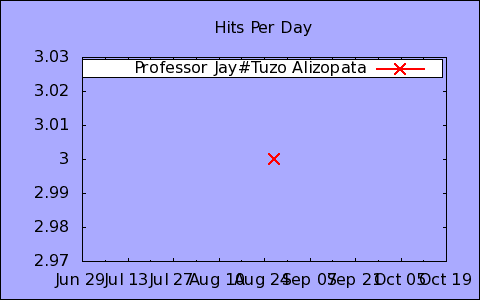 Hits Per Day
Professor Jay#Tuzo Alizopata
3.03
3.02
3.01
3
2.99
2.98
2.97
Jun 29 Jul 13 Jul 27 Aug 10 Aug 24 Sep 07 Sep 21 Oct 05 Oct 19